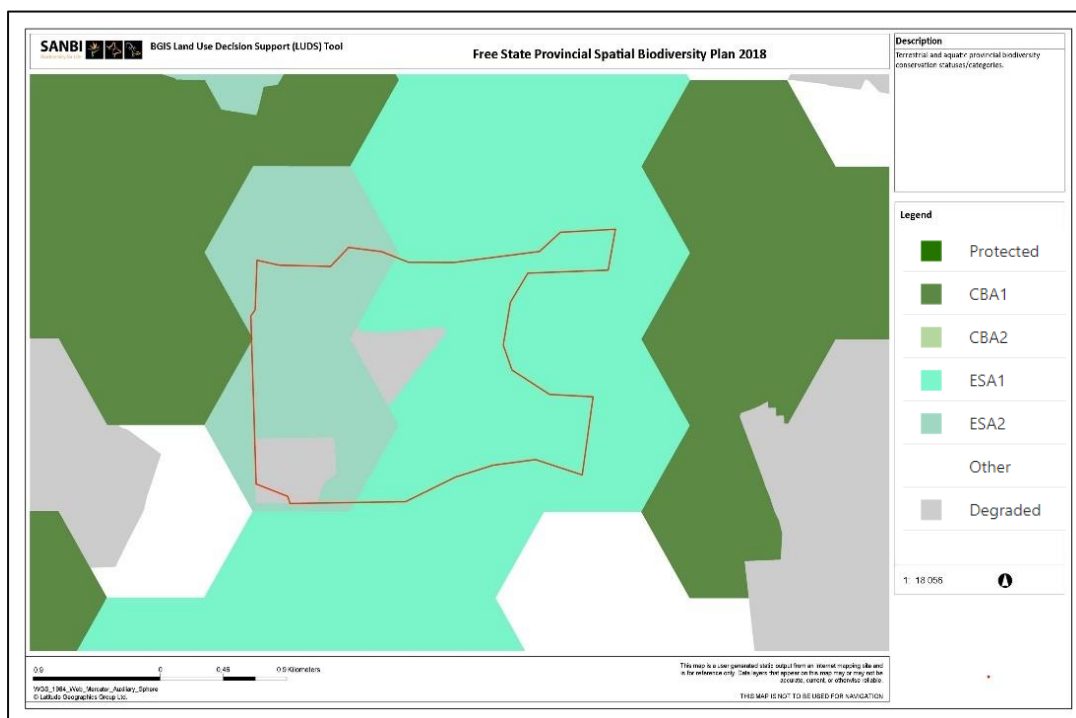 SANBI
Biodiversity for Life
BGIS Land Use Decision Support (LUDS) Tool
Free State Provincial Spatial Biodiversity Plan 2018
Description
Terrestrial and aquatic provincial biodiversity
conservation statuses/categories.
Legend
Protected
CBA1
CBA2
ESA1
ESA2
Other
Degraded
1: 18 056
0.9 0 0.45 0.9 Kilometers
WGS_1984_Web_Mercator_Auxiliary_Sphere
© Latitude Geographics Group Ltd.
This map is a user generated static output from an Internet mapping site and
is for reference only. Data layers that appear on this map may or may not be
accurate, current, or otherwise reliable.
THIS MAP IS NOT TO BE USED FOR NAVIGATION